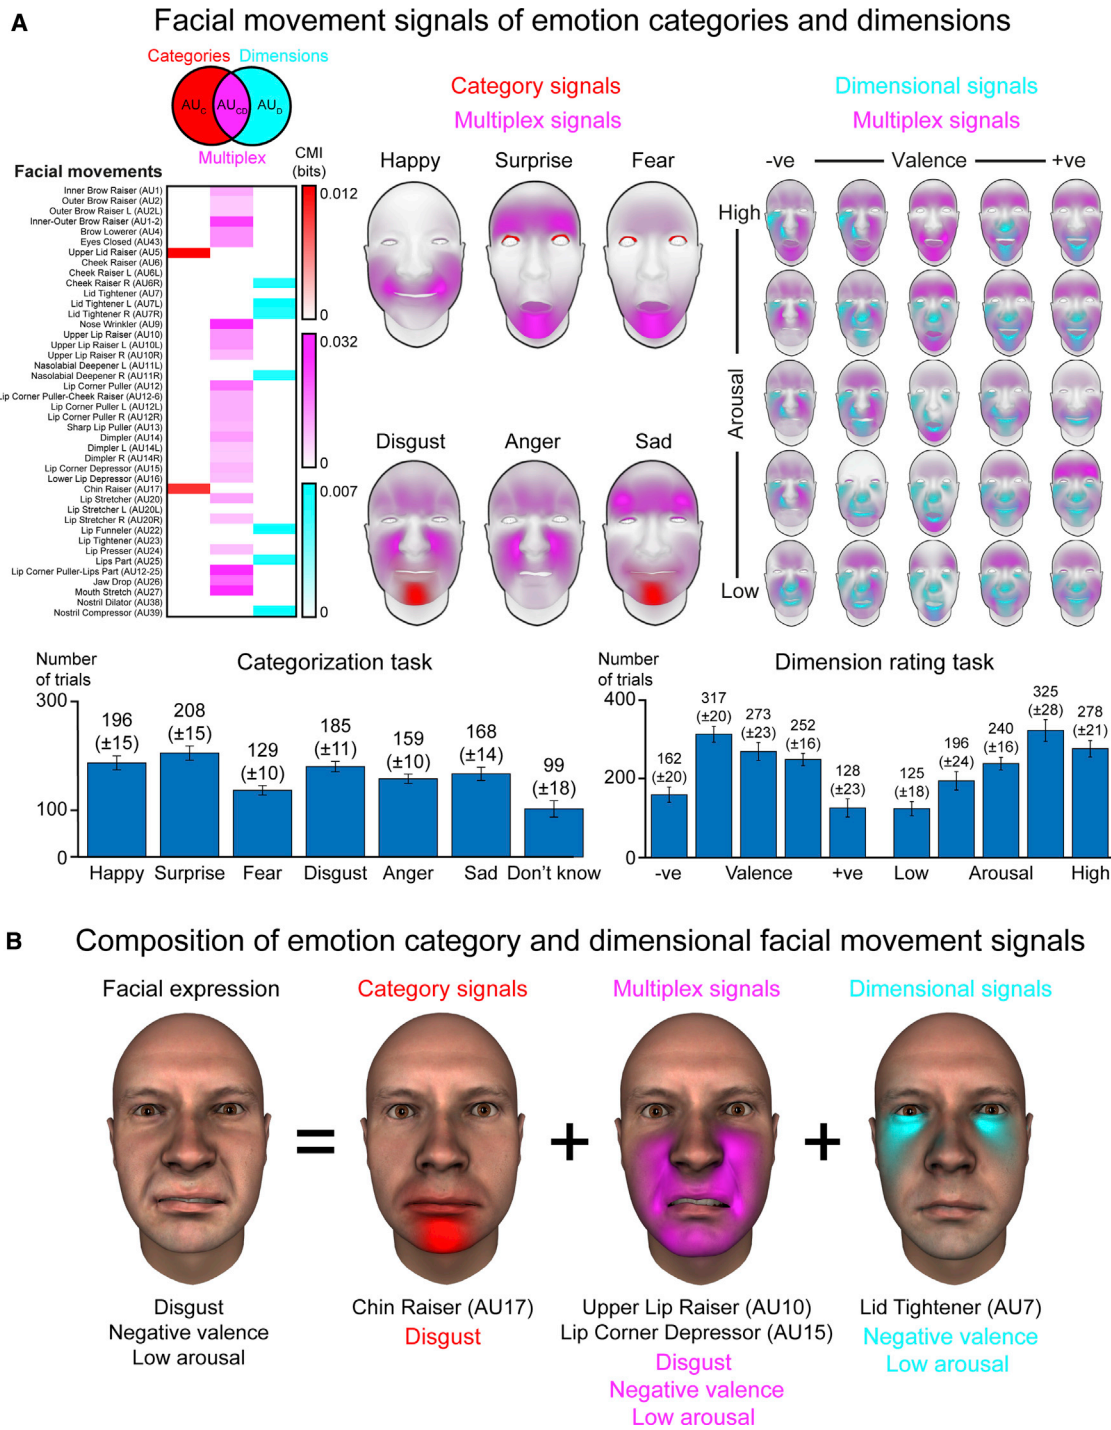 A
Facial movement signals of emotion categories and dimensions
Categories Dimensions
AUC AUCD AUD
Multiplex
Facial movements
CMI
(bits)
Inner Brow Raiser (AU1)
Outer Brow Raiser (AU2)
Outer Brow Raiser L (AU2L)
Inner-Outer Brow Raiser (AU1-2)
Brow Lowerer (AU4)
Eyes Closed (AU43)
Upper Lid Raiser (AU5)
Cheek Raiser (AU6)
Cheek Raiser L (AU6L)
Cheek Raiser R (AU6R)
Lid Tightener (AU7)
Lid Tightener L (AU7L)
Lid Tightener R (AU7R)
Nose Wrinkler (AU9)
Upper Lip Raiser (AU10)
Upper Lip Raiser L (AU10L)
Upper Lip Raiser R (AU10R)
Nasolabial Deepener L (AU11L)
Nasolabial Deepener R (AU11R)
Lip Corner Puller (AU12)
Lip Corner Puller-Cheek Raiser (AU12-6)
Lip Corner Puller L (AU12L)
Lip Corner Puller R (AU12R)
Sharp Lip Puller (AU13)
Dimpler (AU14)
Dimpler L (AU14L)
Dimpler R (AU14R)
Lip Corner Depressor (AU15)
Lower Lip Depressor (AU16)
Chin Raiser (AU17)
Lip Stretcher (AU20)
Lip Stretcher L (AU20L)
Lip Stretcher R (AU20R)
Lip Funneler (AU22)
Lip Tightener (AU23)
Lip Presser (AU24)
Lips Part (AU25)
Lip Corner Puller-Lips Part (AU12-25)
Jaw Drop (AU26)
Mouth Stretch (AU27)
Nostril Dilator (AU38)
Nostril Compressor (AU39)
0.012
0
0.032
0
0.007
0
Category signals
Multiplex signals
Happy Surprise Fear
Disgust Anger Sad
Dimensional signals
Multiplex signals
-ve Valence +ve
High
Arousal
Low
Number
of trials
Categorization task
300
100
0
196
(±15)
208
(±15)
129
(±10)
185
(±11)
159
(±10)
168
(±14)
99
(±18)
Happy Surprise Fear Disgust Anger Sad Don't know
Number
of trials
Dimension rating task
400
200
0
162
(±20)
317
(±20)
273
(±23)
252
(±16)
128
(±23)
125
(±18)
196
(±24)
240
(±16)
325
(±28)
278
(±21)
-ve Valence +ve Low Arousal High
B
Composition of emotion category and dimensional facial movement signals
Facial expression Category signals Multiplex signals Dimensional signals
= + +
Disgust
Negative valence
Low arousal
Chin Raiser (AU17)
Disgust
Upper Lip Raiser (AU10)
Lip Corner Depressor (AU15)
Disgust
Negative valence
Low arousal
Lid Tightener (AU7)
Negative valence
Low arousal